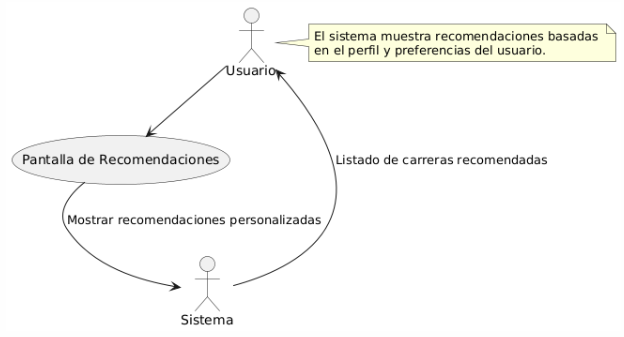 El sistema muestra recomendaciones basadas
en el perfil y preferencias del usuario.
Usuario
Pantalla de Recomendaciones
Listado de carreras recomendadas
Mostrar recomendaciones personalizadas
Sistema